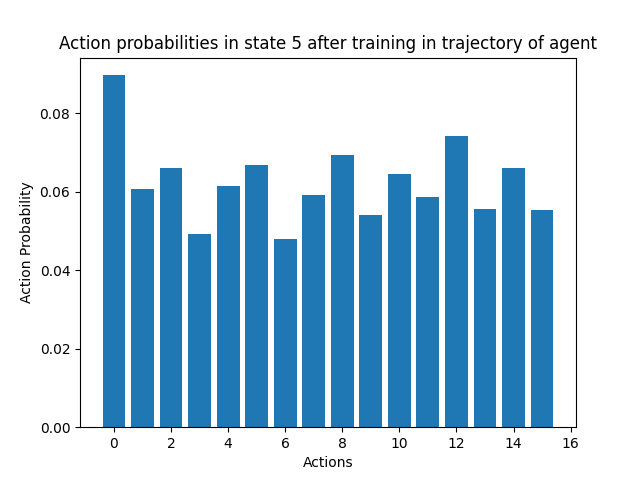 Action probabilities in state 5 after training in trajectory of agent
0.08
0.06
0.04
0.02
0.00
Action Probability
0 2 4 6 8 10 12 14 16
Actions